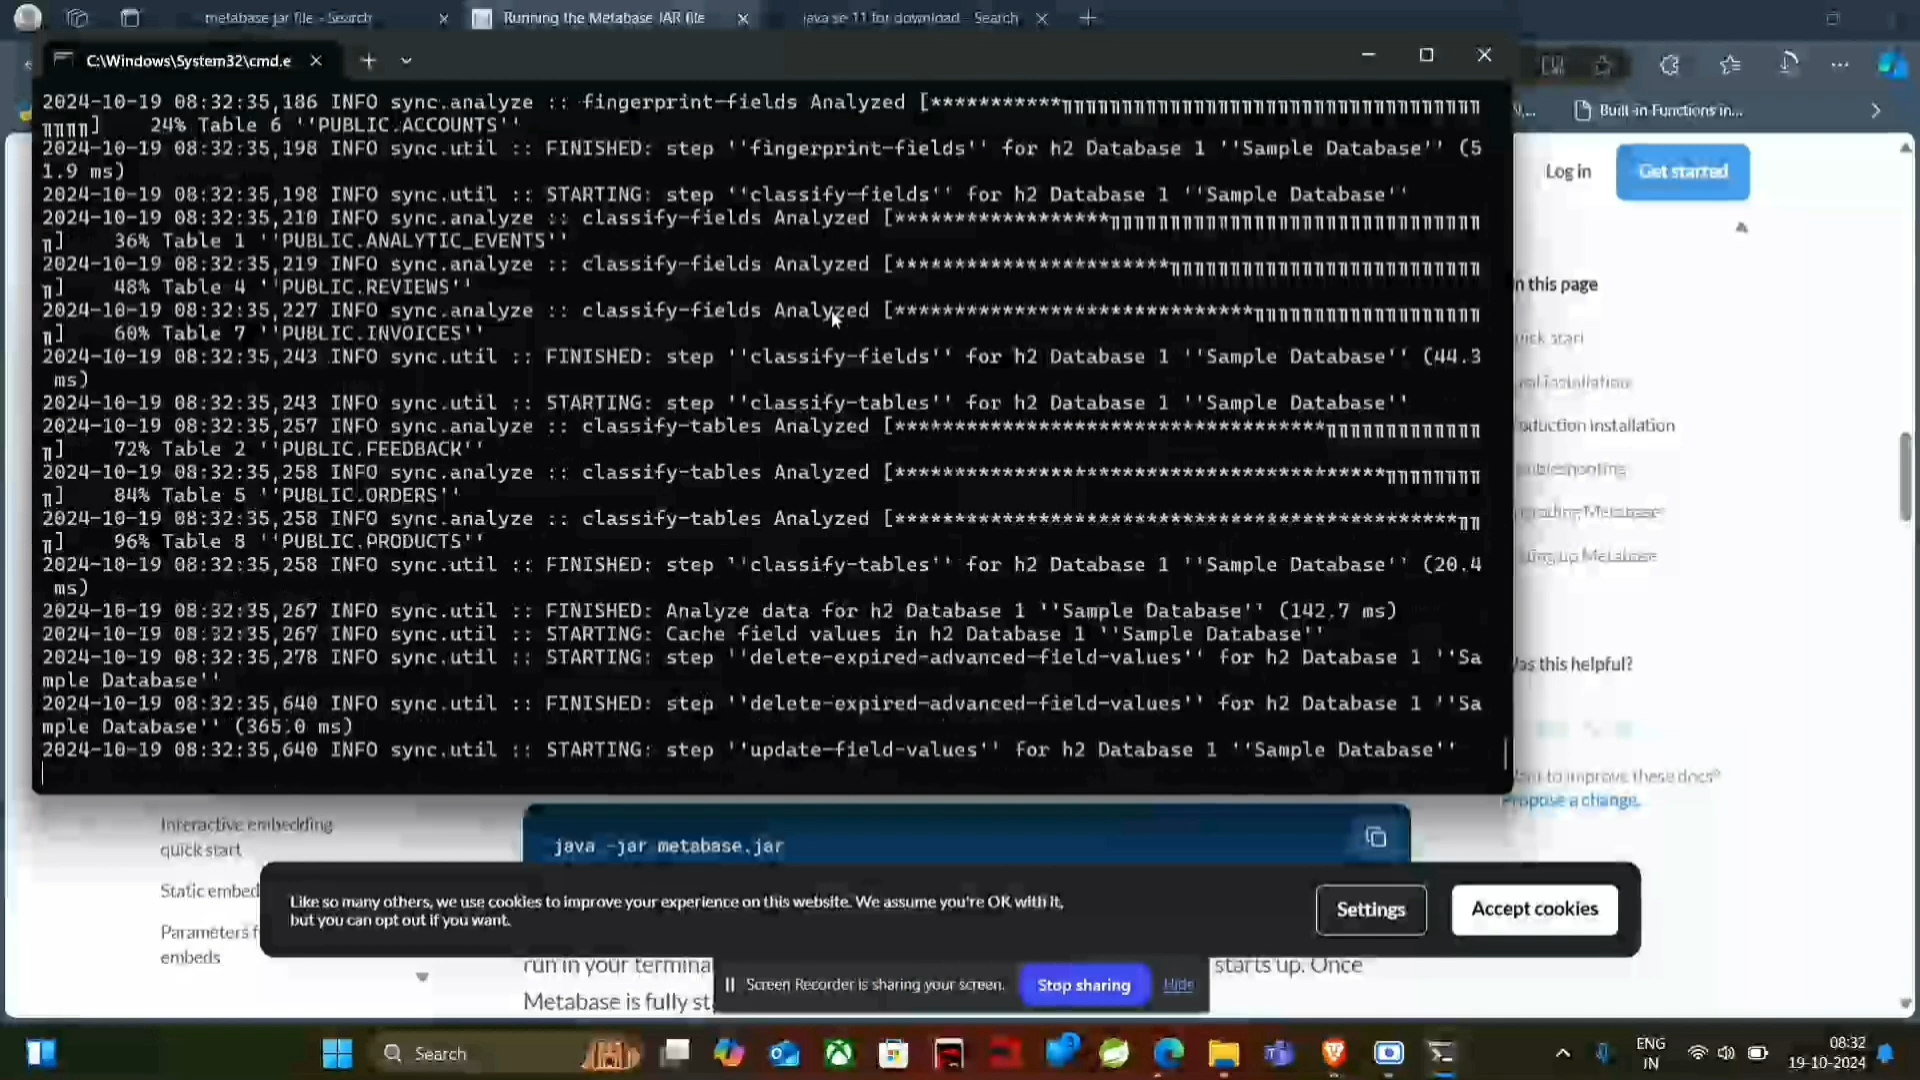 metabase jar file - Search
Running the Metabase JAR file
java se 11 for download - Search
C:\Windows\System32\cmd.e
Built-in Functions in...
2024-10-19 08:32:35,186 INFO sync.analyze :: fingerprint-fields Analyzed [***********
] 24% Table 6 ''PUBLIC.ACCOUNTS''
2024-10-19 08:32:35,198 INFO sync.util :: FINISHED: step ''fingerprint-fields'' for h2 Database 1 ''Sample Database'' (5
1.9 ms)
2024-10-19 08:32:35,198 INFO sync.util :: STARTING: step ''classify-fields'' for h2 Database 1 ''Sample Database''
2024-10-19 08:32:35,210 INFO sync.analyze :: classify-fields Analyzed [******************
] 36% Table 1 ''PUBLIC.ANALYTIC_EVENTS''
2024-10-19 08:32:35,219 INFO sync.analyze :: classify-fields Analyzed [***********************
] 48% Table 4 ''PUBLIC.REVIEWS''
2024-10-19 08:32:35,227 INFO sync.analyze :: classify-fields Analyzed [******************************
] 60% Table 7 ''PUBLIC.INVOICES''
2024-10-19 08:32:35,243 INFO sync.util :: FINISHED: step ''classify-fields'' for h2 Database 1 ''Sample Database'' (44.3
ms)
2024-10-19 08:32:35,243 INFO sync.util :: STARTING: step ''classify-tables'' for h2 Database 1 ''Sample Database''
2024-10-19 08:32:35,257 INFO sync.analyze :: classify-tables Analyzed [************************************
] 72% Table 2 ''PUBLIC.FEEDBACK''
2024-10-19 08:32:35,258 INFO sync.analyze :: classify-tables Analyzed [*****************************************
] 84% Table 5 ''PUBLIC.ORDERS''
2024-10-19 08:32:35,258 INFO sync.analyze :: classify-tables Analyzed [***********************************************
] 96% Table 8 ''PUBLIC.PRODUCTS''
2024-10-19 08:32:35,258 INFO sync.util :: FINISHED: step ''classify-tables'' for h2 Database 1 ''Sample Database'' (20.4
ms)
2024-10-19 08:32:35,267 INFO sync.util :: FINISHED: Analyze data for h2 Database 1 ''Sample Database'' (142.7 ms)
2024-10-19 08:32:35,267 INFO sync.util :: STARTING: Cache field values in h2 Database 1 ''Sample Database''
2024-10-19 08:32:35,278 INFO sync.util :: STARTING: step ''delete-expired-advanced-field-values'' for h2 Database 1 ''Sa
mple Database''
2024-10-19 08:32:35,640 INFO sync.util :: FINISHED: step ''delete-expired-advanced-field-values'' for h2 Database 1 ''Sa
mple Database'' (365.0 ms)
2024-10-19 08:32:35,640 INFO sync.util :: STARTING: step ''update-field-values'' for h2 Database 1 ''Sample Database''
Log in
Get started
n this page
uick start
al installation
oduction installation
ubleshooting
grading Metabase
ting up Metabase
as this helpful?
ant to improve these docs?
Propose a change.
Interactive embedding
quick start
Static embed
Parameters f
embeds
java -jar metabase.jar
Like so many others, we use cookies to improve your experience on this website. We assume you're OK with it,
but you can opt out if you want.
Settings
Accept cookies
run in your termina
starts up. Once
Metabase is fully st
Screen Recorder is sharing your screen.
Stop sharing
Hide
Search
ENG
IN
08:32
19-10-2024